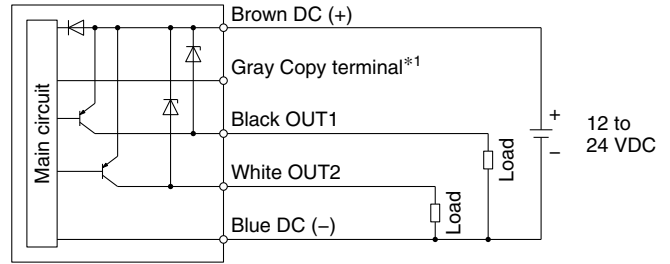 Brown DC (+)
Gray Copy terminal*1
Black OUT1
White OUT2
Blue DC (−)
Main circuit
Load
Load
+
−
12 to
24 VDC